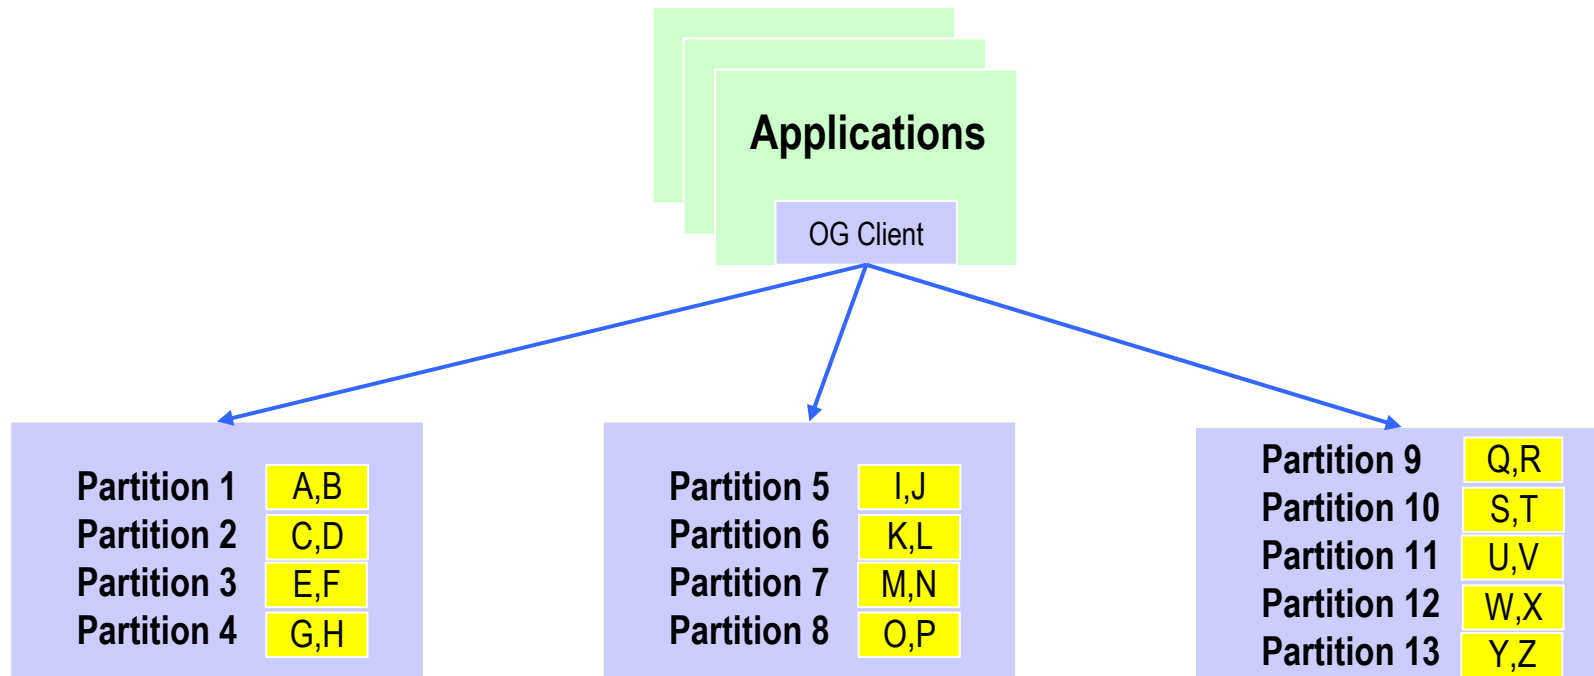 Applications
OG Client
Partition 1 A,B
Partition 2 C,D
Partition 3 E,F
Partition 4 G,H
Partition 5 I,J
Partition 6 K,L
Partition 7 M,N
Partition 8 O,P
Partition 9 Q,R
Partition 10 S,T
Partition 11 U,V
Partition 12 W,X
Partition 13 Y,Z